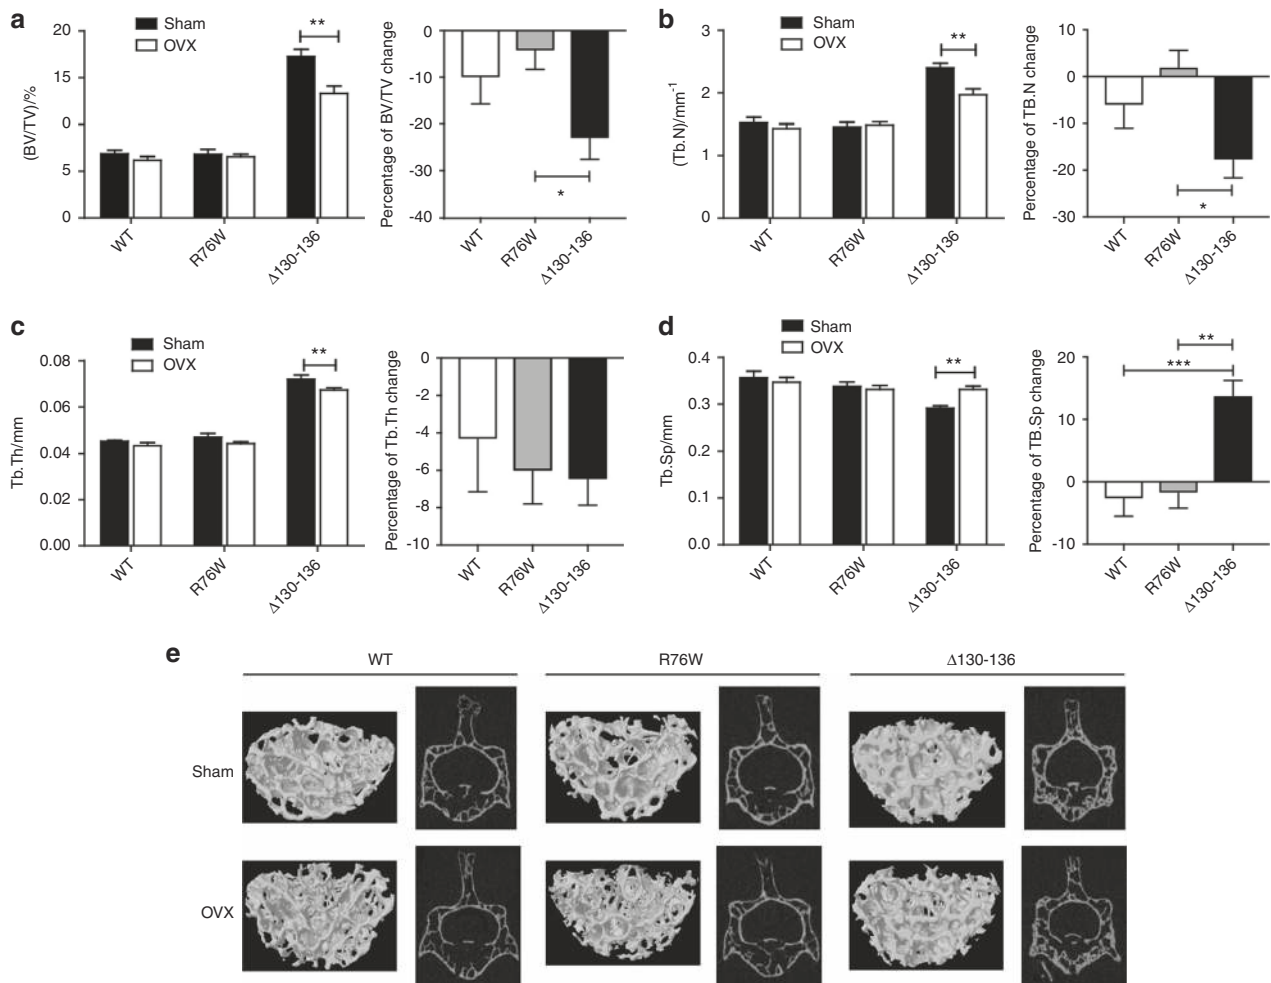 a
Sham
OVX
(BV/TV)/%
20
15
0
5
0
**
WT
R76W
Δ130-136
Percentage of BV/TV change
0
-10
-20
-30
-40
*
WT
R76W
Δ130-136
b
Sham
OVX
(Tb.N)/mm-1
3
2
1
0
**
WT
R76W
Δ130-136
Percentage of TB.N change
10
0
-10
-20
-30
*
WT
R76W
Δ130-136
c
Sham
OVX
Tb.Th/mm
0.08
0.06
0.04
0.02
0.00
**
WT
R76W
Δ130-136
Percentage of Tb.Th change
0
-2
-4
-6
-8
-10
WT
R76W
Δ130-136
d
Sham
OVX
Tb.Sp/mm
0.4
0.3
0.2
0.1
0.0
**
WT
R76W
Δ130-136
Percentage of TB.Sp change
20
10
0
-10
**
***
WT
R76W
Δ130-136
e
WT
R76W
Δ130-136
Sham
OVX